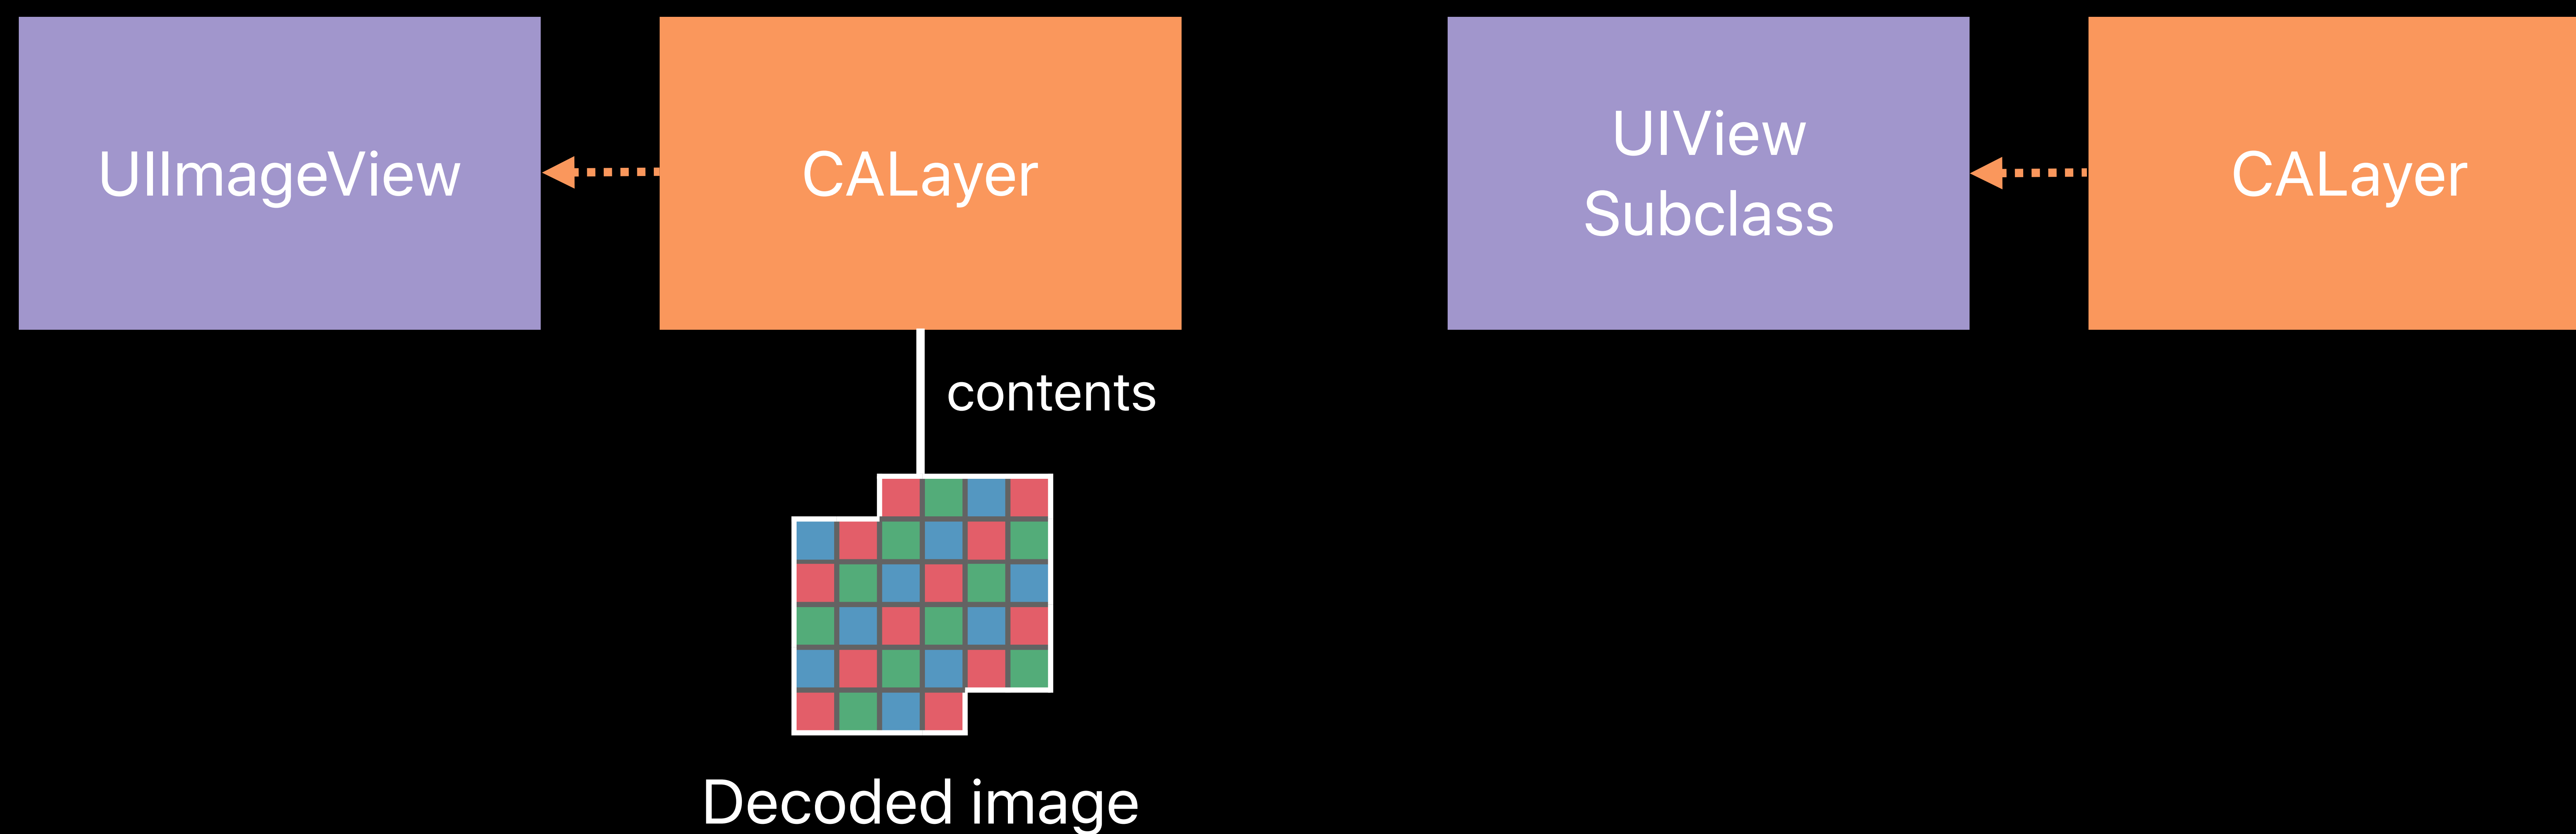 UIImageView
CALayer
UIView
Subclass
CALayer
contents
Decoded image